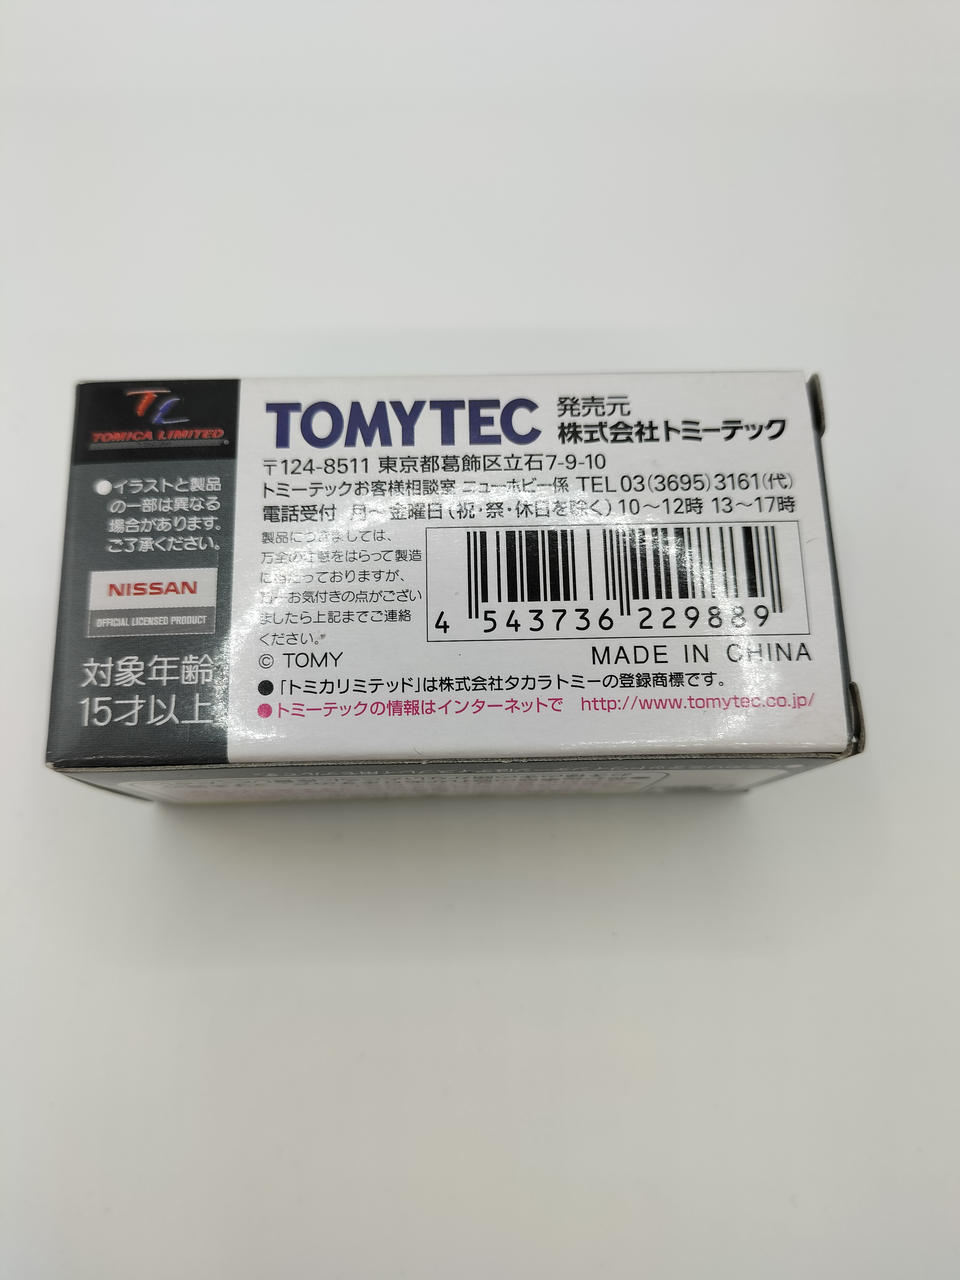 TL
TOMICA LIMITED
●イラストと製品
の一部は異なる
場合があります。
ご了承ください。
NISSAN
OFFICIAL LICENSED PRODUCT
対象年齢
15才以上
TOMYTEC
発売元
株式会社トミーテック
〒124-8511 東京都葛飾区立石7-9-10
トミーテックお客様相談室 ニューホビー係 TEL 03(3695)3161(代)
電話受付 月～金曜日(祝・祭・休日を除く) 10～12時 13～17時
製品につきましては、
万全の注意をはらって製造
に当たっておりますが、
万一お気付きの点がござい
ましたら上記までご連絡
ください。
4 543736 229889
© TOMY
MADE IN CHINA
●「トミカリミテッド」は株式会社タカラトミーの登録商標です。
●トミーテックの情報はインターネットで http://www.tomytec.co.jp/